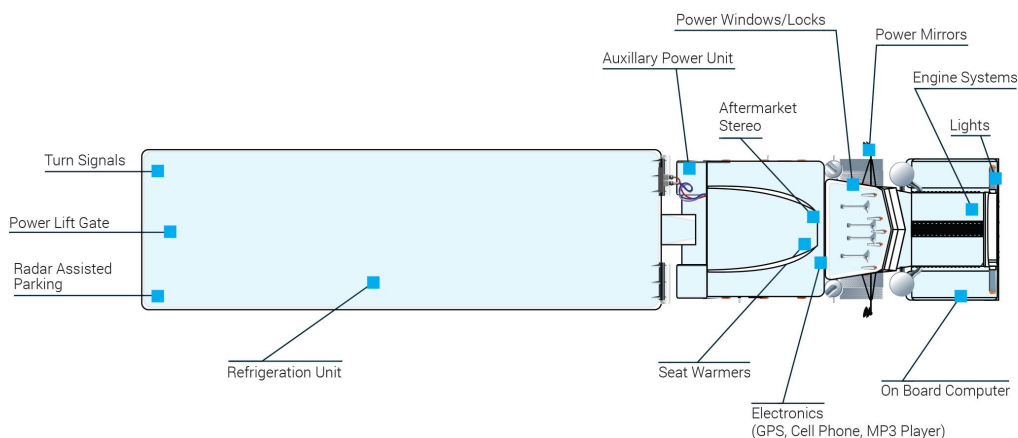 Power Windows/Locks
Power Mirrors
Auxillary Power Unit
Engine Systems
Aftermarket
Stereo
Lights
Turn Signals
Power Lift Gate
Radar Assisted
Parking
Refrigeration Unit
Seat Warmers
On Board Computer
Electronics
(GPS, Cell Phone, MP3 Player)